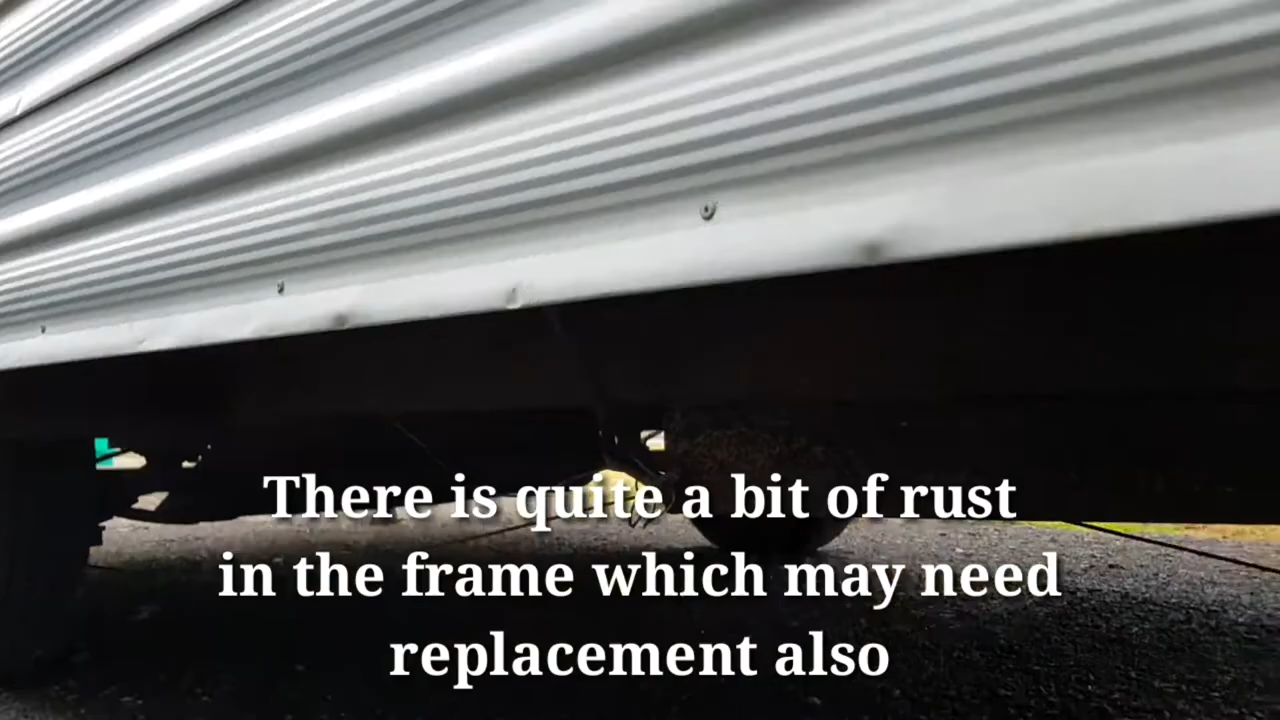 There is quite a bit of rust
in the frame which may need
replacement also